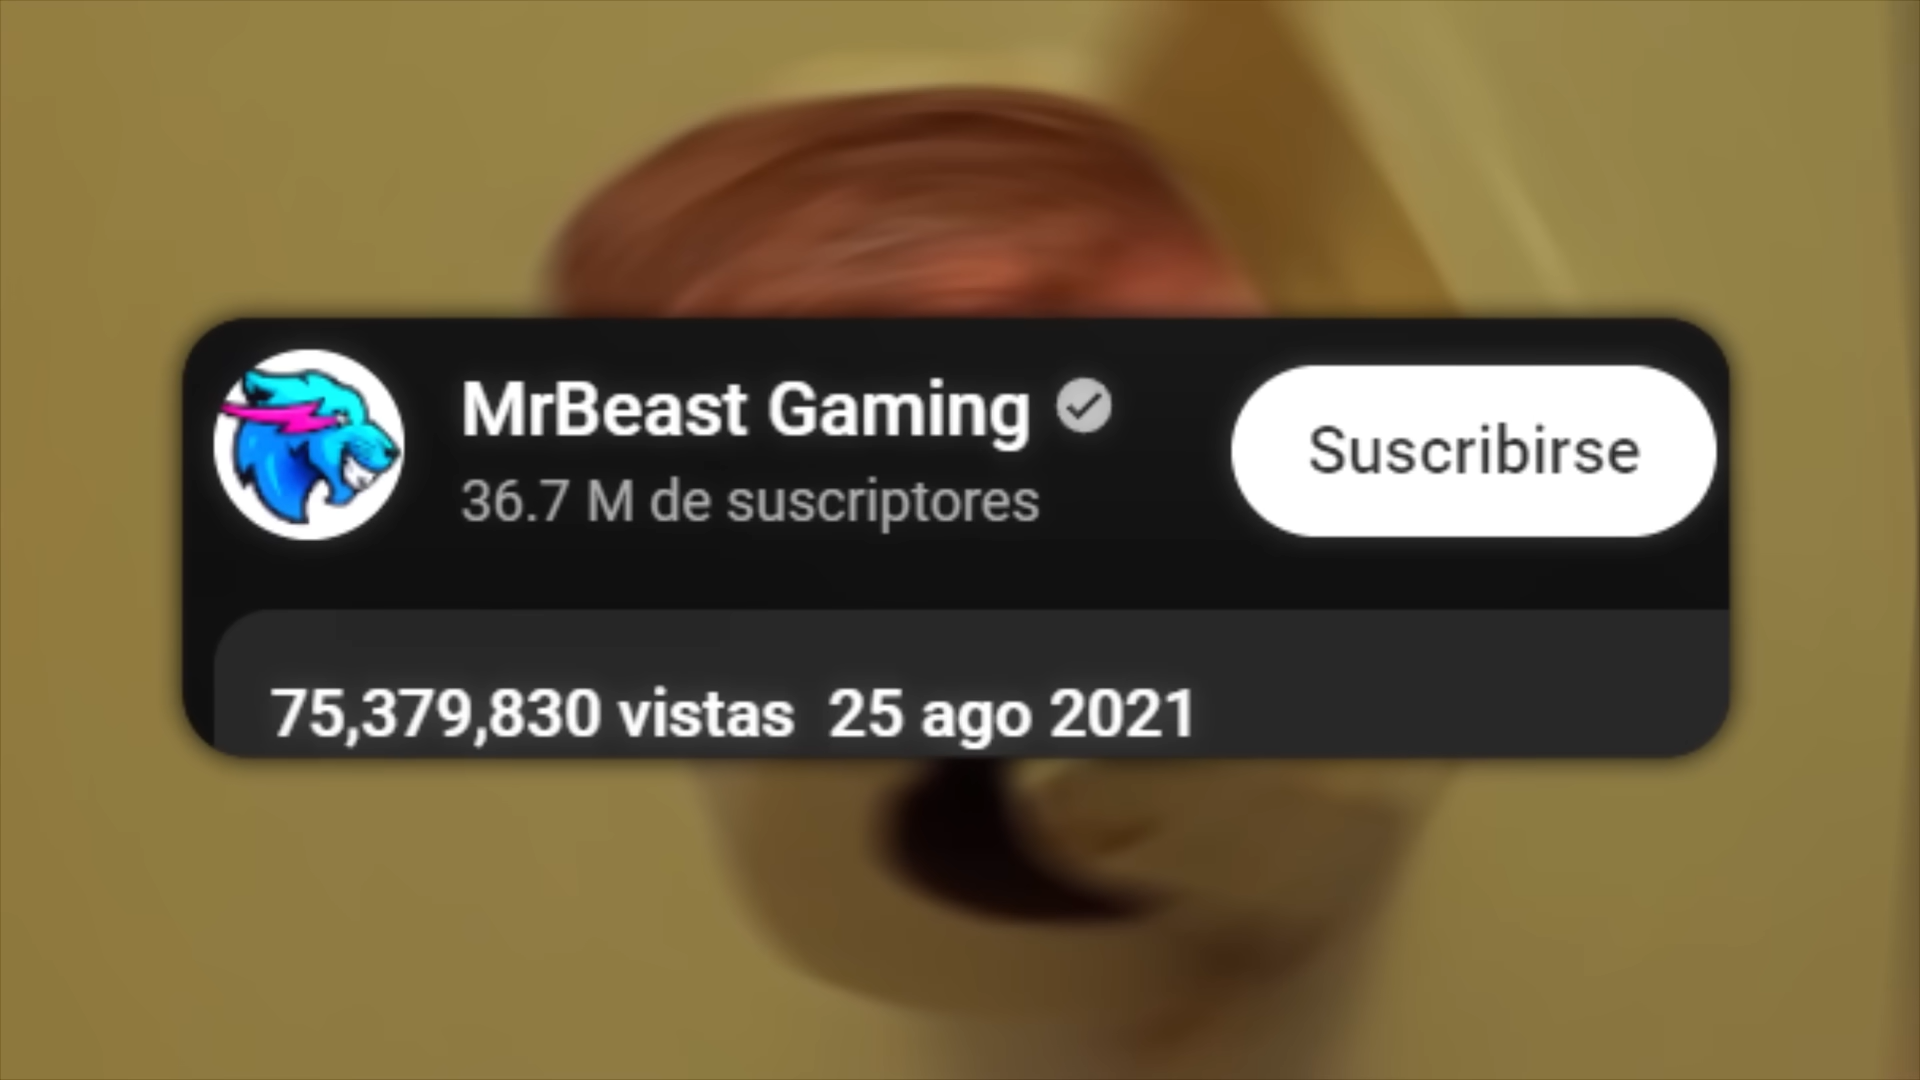 MrBeast Gaming
36.7 M de suscriptores
Suscribirse
75,379,830 vistas 25 ago 2021